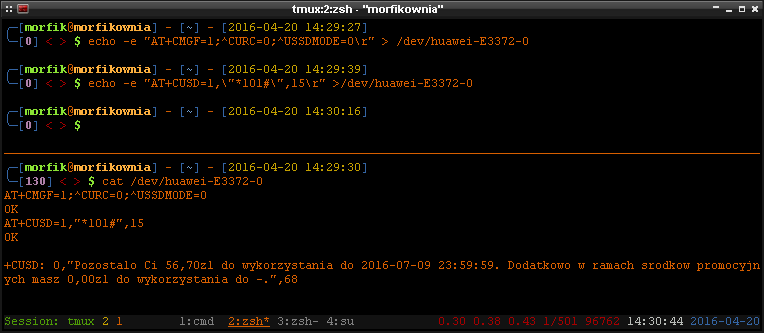 tmux:2:zsh - "morfikownia"
[morfik@morfikownia] - [~] - [2016-04-20 14:29:27]
[0] < > $ echo -e "AT+CMGF=1;^CURC=0;^USSDMODE=0\r" > /dev/huawei-E3372-0
[morfik@morfikownia] - [~] - [2016-04-20 14:29:39]
[0] < > $ echo -e "AT+CUSD=1,\"*101#\",15\r" >/dev/huawei-E3372-0
[morfik@morfikownia] - [~] - [2016-04-20 14:30:16]
[0] < > $
[morfik@morfikownia] - [~] - [2016-04-20 14:29:30]
[130] < > $ cat /dev/huawei-E3372-0
AT+CMGF=1;^CURC=0;^USSDMODE=0
OK
AT+CUSD=1,"*101#",15
OK
+CUSD: 0,"Pozostalo Ci 56,70zl do wykorzystania do 2016-07-09 23:59:59. Dodatkowo w ramach srodkow promocyjn
ych masz 0,00zl do wykorzystania do -.",68
Session: tmux 2 1 1:cmd 2:zsh* 3:zsh- 4:su 0.30 0.38 0.43 1/501 96762 14:30:44 2016-04-20